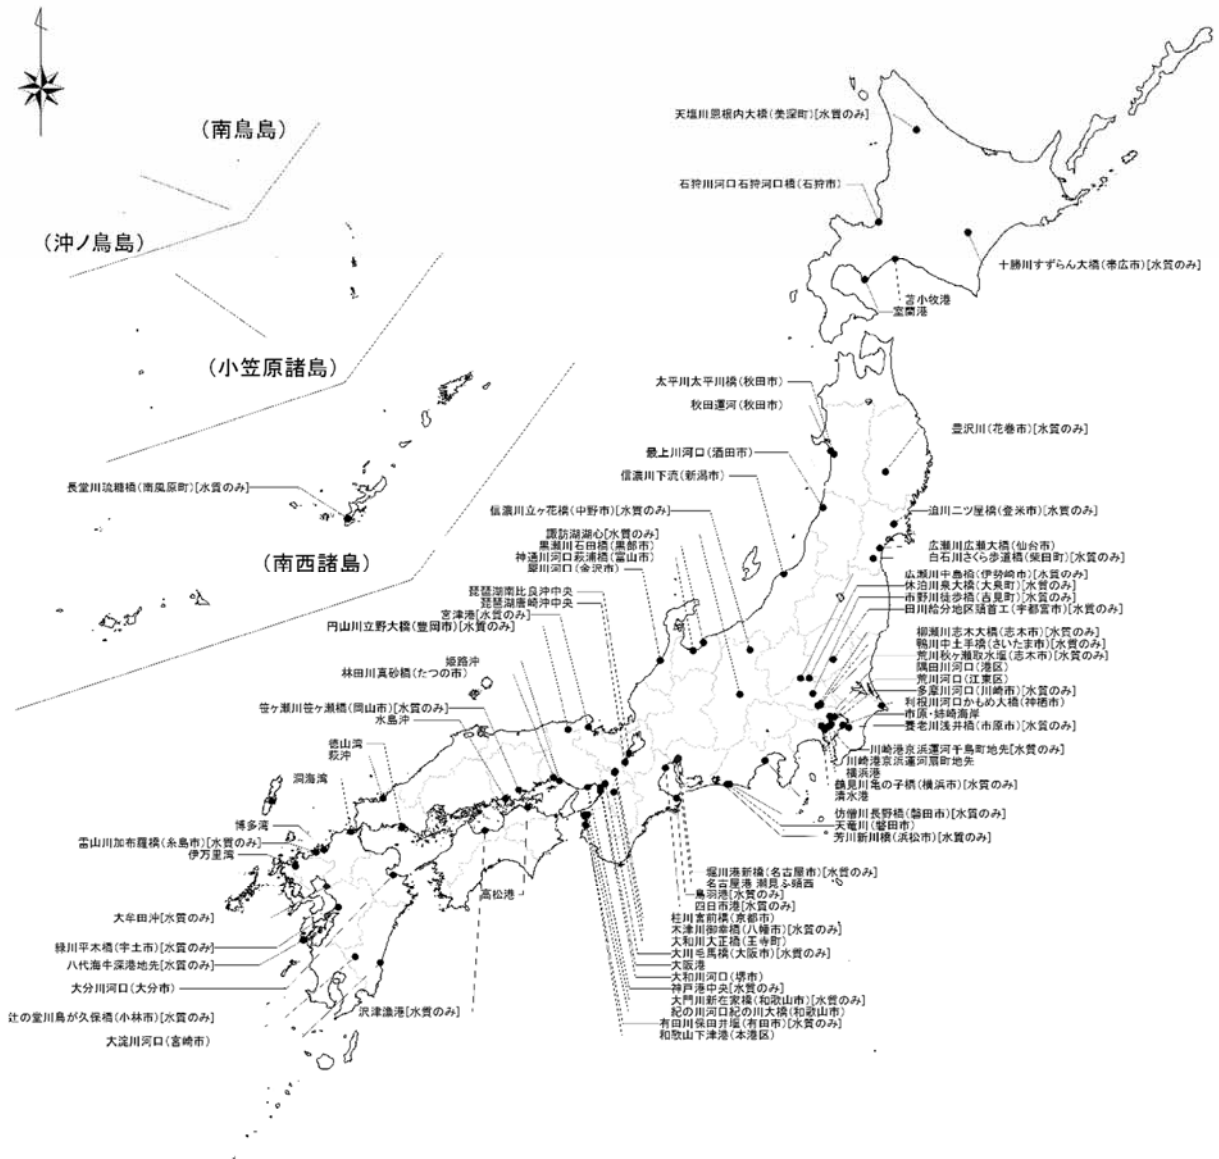 (南鳥島)
天塩川恩根内大橋(美深町)[水質のみ]
石狩川河口石狩河口橋(石狩市)
(沖ノ鳥島)
十勝川すずらん大橋(帯広市)[水質のみ]
苫小牧港
室蘭港
(小笠原諸島)
太平川太平川橋(秋田市)
秋田運河(秋田市)
豊沢川(花巻市)[水質のみ]
最上川河口(酒田市)
信濃川下流(新潟市)
長堂川琉糖橋(南風原町)[水質のみ]
信濃川立ヶ花橋(中野市)[水質のみ]
迫川二ツ屋橋(登米市)[水質のみ]
諏訪湖湖心[水質のみ]
黒瀬川石田橋(黒部市)
神通川河口萩浦橋(富山市)
犀川河口(金沢市)
広瀬川広瀬大橋(仙台市)
白石川さくら歩道橋(柴田町)[水質のみ]
(南西諸島)
広瀬川中島橋(伊勢崎市)[水質のみ]
休泊川泉大橋(大泉町)[水質のみ]
市野川徒歩橋(吉見町)[水質のみ]
田川給分地区頭首工(宇都宮市)[水質のみ]
琵琶湖南比良沖中央
琵琶湖唐崎沖中央
宮津港[水質のみ]
円山川立野大橋(豊岡市)[水質のみ]
柳瀬川志木大橋(志木市)[水質のみ]
鴨川中土手橋(さいたま市)[水質のみ]
荒川秋ヶ瀬取水堰(志木市)[水質のみ]
隅田川河口(港区)
荒川河口(江東区)
多摩川河口(川崎市)[水質のみ]
利根川河口かもめ大橋(神栖市)
市原・姉崎海岸
養老川浅井橋(市原市)[水質のみ]
姫路沖
林田川真砂橋(たつの市)
笹ヶ瀬川笹ヶ瀬橋(岡山市)[水質のみ]
水島沖
徳山湾
萩沖
洞海湾
川崎港京浜運河千鳥町地先[水質のみ]
川崎港京浜運河扇町地先
横浜港
鶴見川亀の子橋(横浜市)[水質のみ]
清水港
仿僧川長野橋(磐田市)[水質のみ]
天竜川(磐田市)
芳川新川橋(浜松市)[水質のみ]
博多湾
雷山川加布羅橋(糸島市)[水質のみ]
伊万里湾
堀川港新橋(名古屋市)[水質のみ]
名古屋港 潮見ふ頭西
鳥羽港[水質のみ]
四日市港[水質のみ]
高松港
大牟田沖[水質のみ]
桂川宮前橋(京都市)
木津川御幸橋(八幡市)[水質のみ]
大和川大正橋(王寺町)
大川毛馬橋(大阪市)[水質のみ]
大阪港
大和川河口(堺市)
神戸港中央[水質のみ]
大門川新在家橋(和歌山市)[水質のみ]
紀の川河口紀の川大橋(和歌山市)
有田川保田井堰(有田市)[水質のみ]
和歌山下津港(本港区)
緑川平木橋(宇土市)[水質のみ]
八代海牛深港地先[水質のみ]
大分川河口(大分市)
沢津漁港[水質のみ]
辻の堂川鳥が久保橋(小林市)[水質のみ]
大淀川河口(宮崎市)